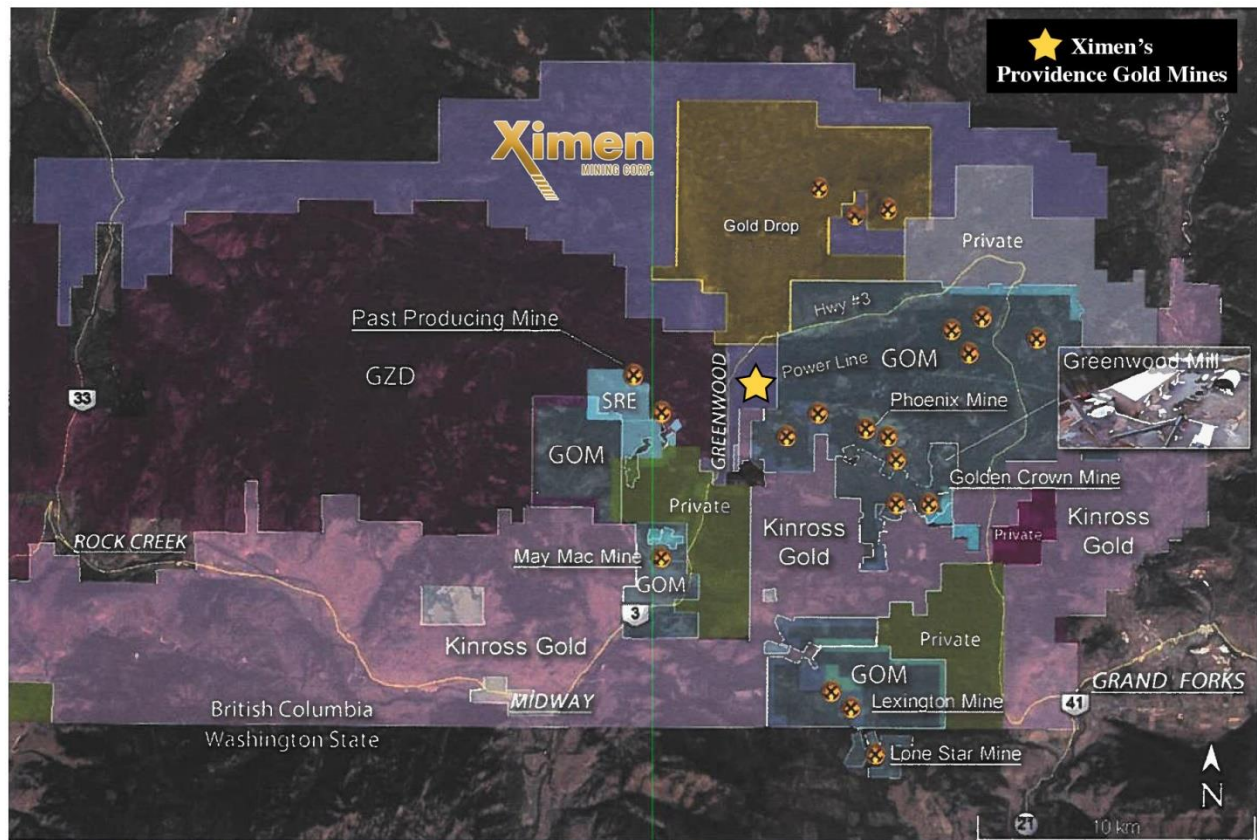 Ximen's
Providence Gold Mines
Ximen
MINING CORP.
Gold Drop
Private
Hwy #3
Past Producing Mine
GREENWOOD
Power Line
GOM
Greenwood Mill
GZD
33
SRE
Phoenix Mine
GOM
Golden Crown Mine
Private
Kinross
Gold
Private
Kinross
Gold
ROCK CREEK
May Mac Mine
GOM
3
Kinross Gold
Private
GOM
GRAND FORKS
MIDWAY
Lexington Mine
41
British Columbia
Washington State
Lone Star Mine
N
21
10 km